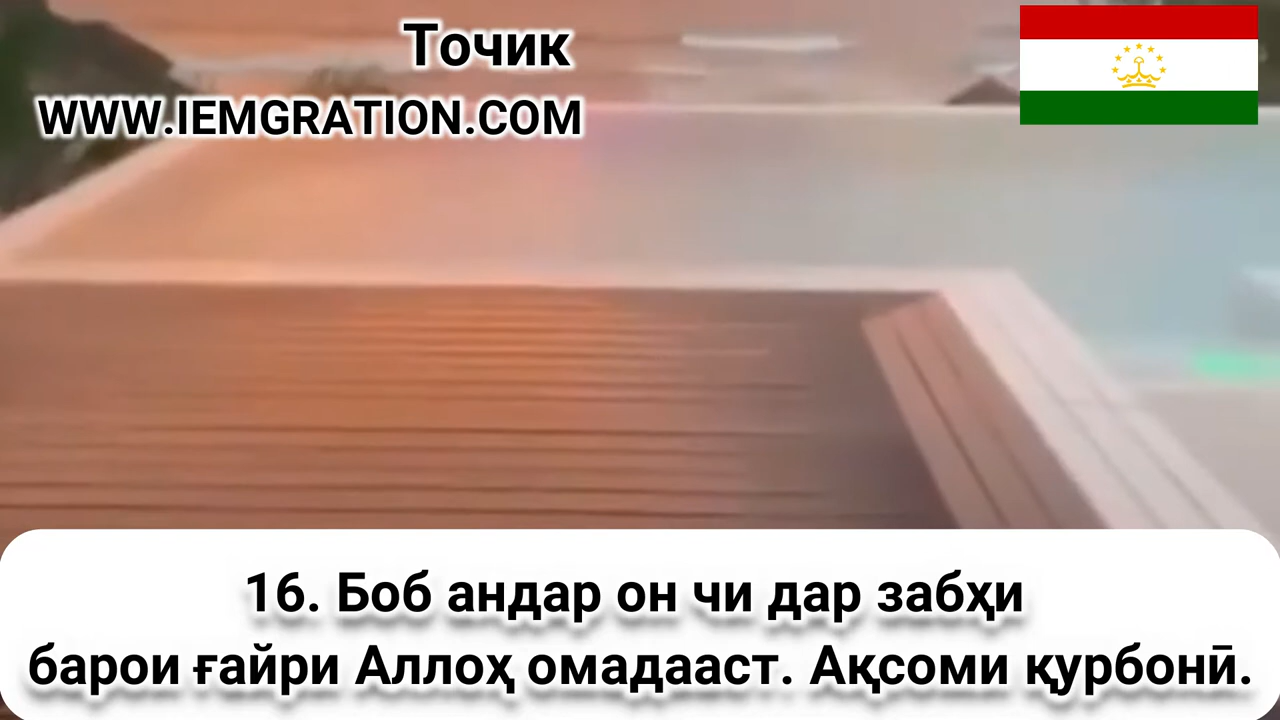 Точик
WWW.IEMGRATION.COM
16. Боб андар он чи дар забҳи
барои ғайри Аллоҳ омадааст. Ақсоми қурбонӣ.